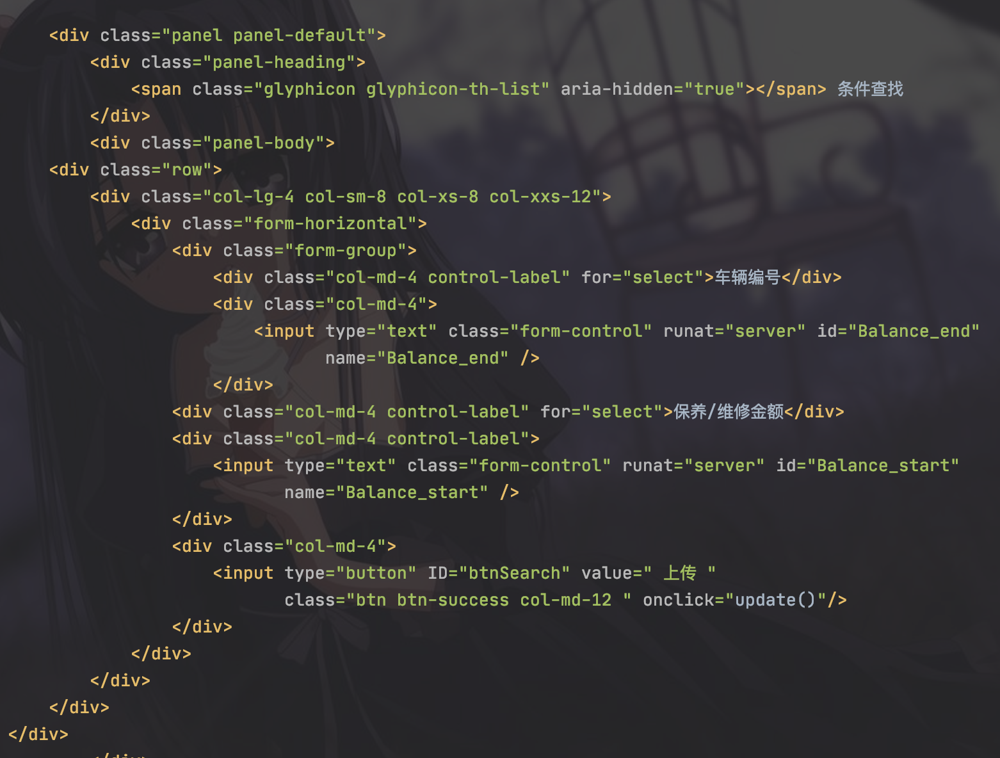 <div class="panel panel-default">
<div class="panel-heading">
<span class="glyphicon glyphicon-th-list" aria-hidden="true"></span> 条件查找
</div>
<div class="panel-body">
<div class="row">
<div class="col-lg-4 col-sm-8 col-xs-8 col-xxs-12">
<div class="form-horizontal">
<div class="form-group">
<div class="col-md-4 control-label" for="select">车辆编号</div>
<div class="col-md-4">
<input type="text" class="form-control" runat="server" id="Balance_end"
name="Balance_end" />
</div>
<div class="col-md-4 control-label" for="select">保养/维修金额</div>
<div class="col-md-4 control-label">
<input type="text" class="form-control" runat="server" id="Balance_start"
name="Balance_start" />
</div>
<div class="col-md-4">
<input type="button" ID="btnSearch" value=" 上传 "
class="btn btn-success col-md-12 " onclick="update()"/>
</div>
</div>
</div>
</div>
</div>